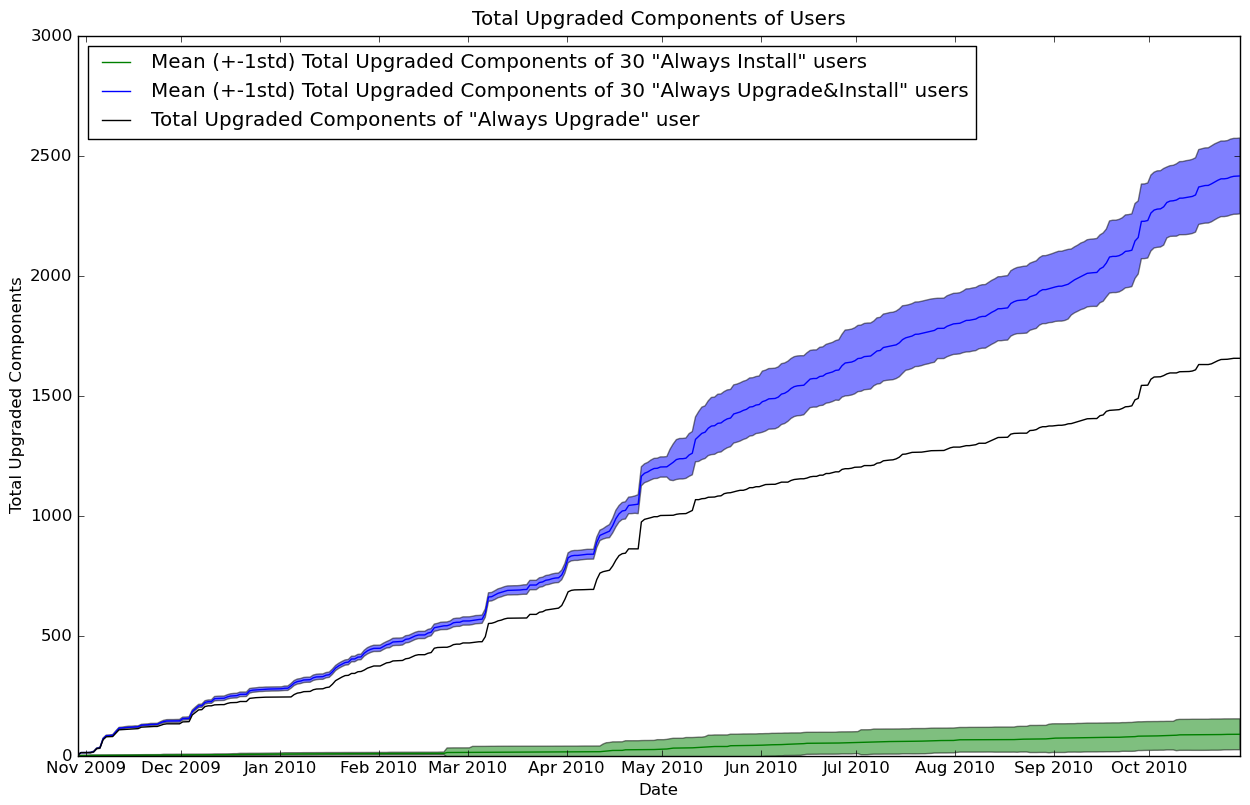 Total Upgraded Components of Users
Mean (+-1std) Total Upgraded Components of 30 "Always Install" users
Mean (+-1std) Total Upgraded Components of 30 "Always Upgrade&Install" users
Total Upgraded Components of "Always Upgrade" user
Total Upgraded Components
3000
2500
2000
1500
1000
500
0
Nov 2009 Dec 2009 Jan 2010 Feb 2010 Mar 2010 Apr 2010 May 2010 Jun 2010 Jul 2010 Aug 2010 Sep 2010 Oct 2010
Date